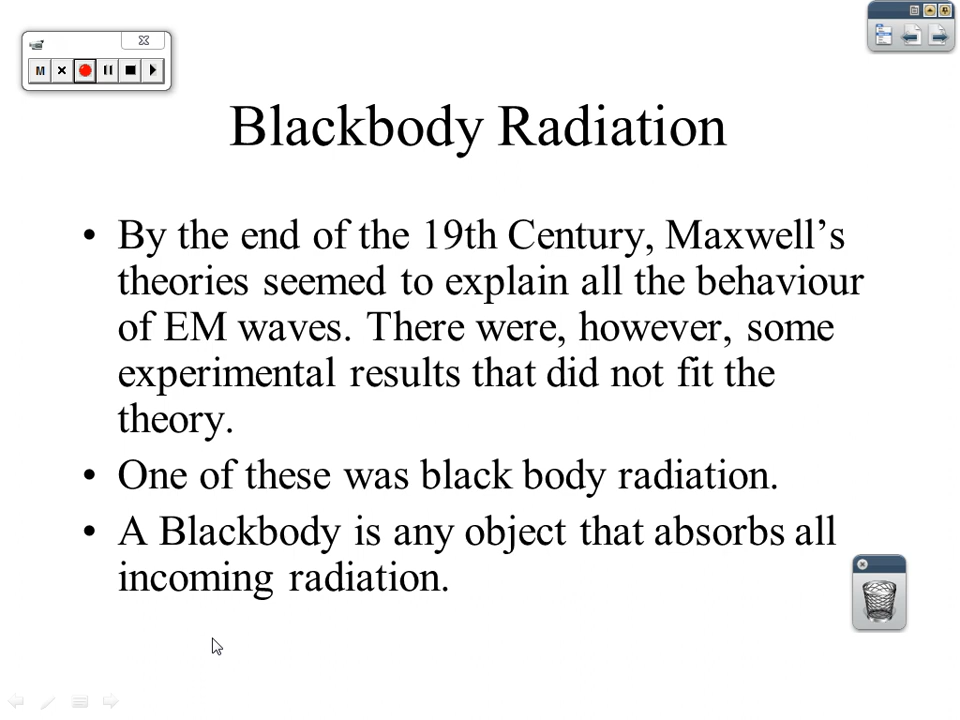 M
Blackbody Radiation
• By the end of the 19th Century, Maxwell’s
theories seemed to explain all the behaviour
of EM waves. There were, however, some
experimental results that did not fit the
theory.
• One of these was black body radiation.
• A Blackbody is any object that absorbs all
incoming radiation.